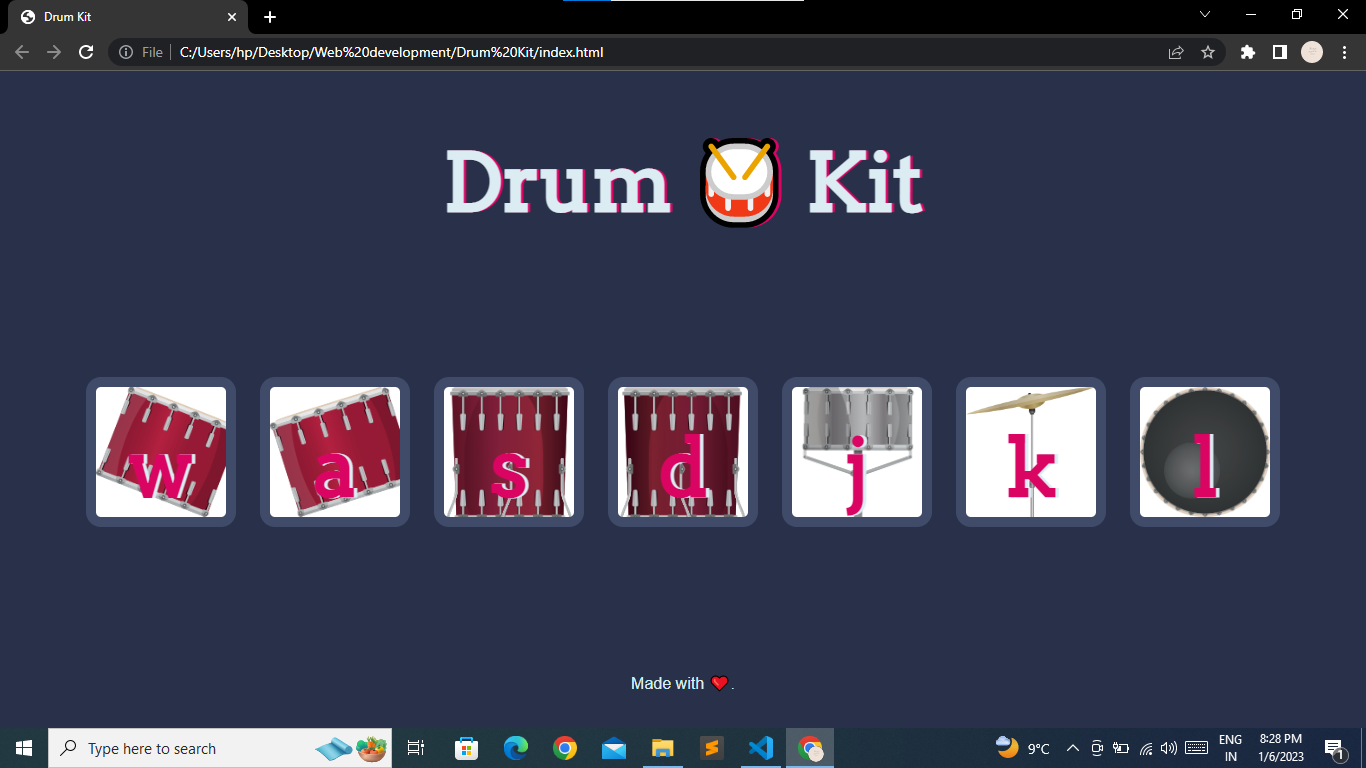 Drum Kit
File
C:/Users/hp/Desktop/Web%20development/Drum%20Kit/index.html
Drum 🥁 Kit
w a s d j k l
Made with ❤️.
Type here to search
9°C
ENG
IN
8:28 PM
1/6/2023
1